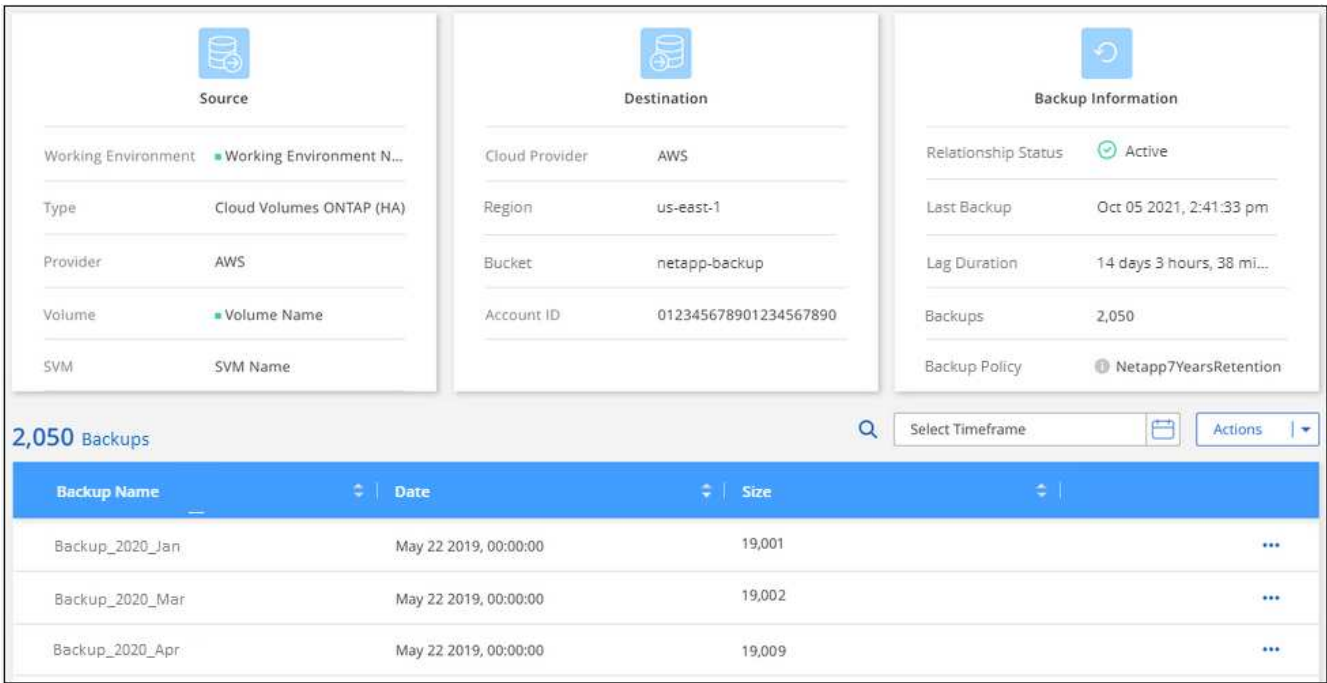 Source
Working Environment Working Environment N...
Type Cloud Volumes ONTAP (HA)
Provider AWS
Volume Volume Name
SVM SVM Name
Destination
Cloud Provider AWS
Region us-east-1
Bucket netapp-backup
Account ID 012345678901234567890
Backup Information
Relationship Status Active
Last Backup Oct 05 2021, 2:41:33 pm
Lag Duration 14 days 3 hours, 38 mi...
Backups 2,050
Backup Policy Netapp7YearsRetention
2,050 Backups
Select Timeframe
Actions
Backup Name Date Size
Backup_2020_Jan May 22 2019, 00:00:00 19,001 •••
Backup_2020_Mar May 22 2019, 00:00:00 19,002 •••
Backup_2020_Apr May 22 2019, 00:00:00 19,009 •••